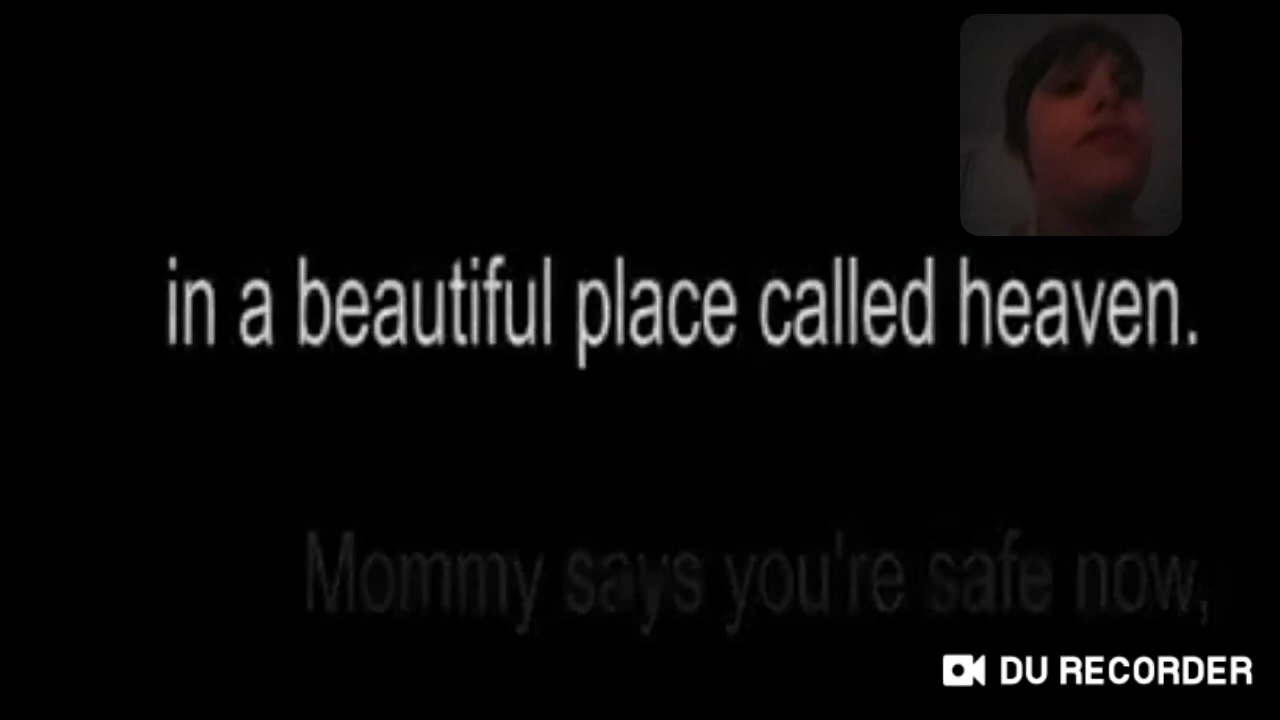 in a beautiful place called heaven.
Mommy says you're safe now,
DU RECORDER